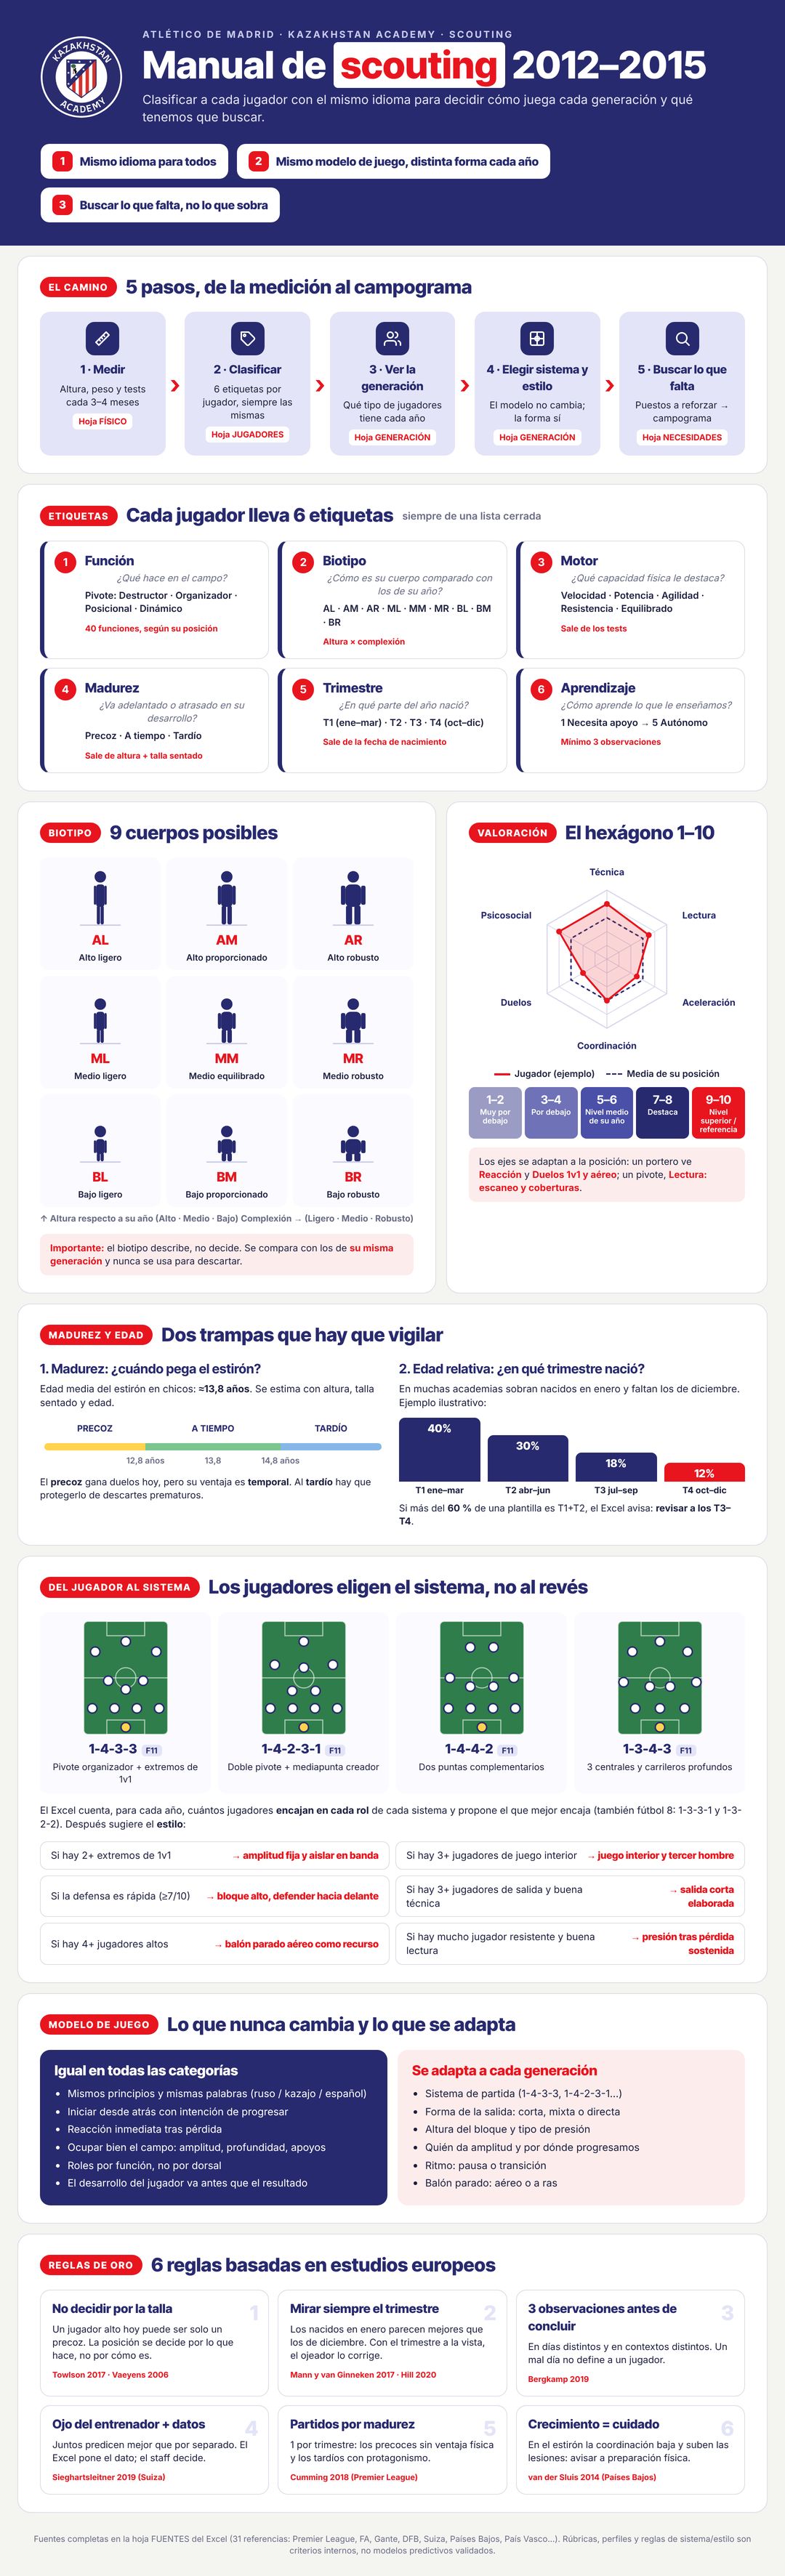 KAZAKHSTAN
ACADEMY
ATLÉTICO DE MADRID · KAZAKHSTAN ACADEMY · SCOUTING
Manual de scouting 2012–2015
Clasificar a cada jugador con el mismo idioma para decidir cómo juega cada generación y qué
tenemos que buscar.
1 Mismo idioma para todos
2 Mismo modelo de juego, distinta forma cada año
3 Buscar lo que falta, no lo que sobra
EL CAMINO 5 pasos, de la medición al campograma
1 · Medir
Altura, peso y tests
cada 3–4 meses
Hoja FÍSICO
2 · Clasificar
6 etiquetas por
jugador, siempre las
mismas
Hoja JUGADORES
3 · Ver la
generación
Qué tipo de jugadores
tiene cada año
Hoja GENERACIÓN
4 · Elegir sistema y
estilo
El modelo no cambia;
la forma sí
Hoja GENERACIÓN
5 · Buscar lo que
falta
Puestos a reforzar →
campograma
Hoja NECESIDADES
ETIQUETAS Cada jugador lleva 6 etiquetas siempre de una lista cerrada
1 Función
¿Qué hace en el campo?
Pivote: Destructor · Organizador ·
Posicional · Dinámico
40 funciones, según su posición
2 Biotipo
¿Cómo es su cuerpo comparado con
los de su año?
AL · AM · AR · ML · MM · MR · BL · BM
· BR
Altura × complexión
3 Motor
¿Qué capacidad física le destaca?
Velocidad · Potencia · Agilidad ·
Resistencia · Equilibrado
Sale de los tests
4 Madurez
¿Va adelantado o atrasado en su
desarrollo?
Precoz · A tiempo · Tardío
Sale de altura + talla sentado
5 Trimestre
¿En qué parte del año nació?
T1 (ene–mar) · T2 · T3 · T4 (oct–dic)
Sale de la fecha de nacimiento
6 Aprendizaje
¿Cómo aprende lo que le enseñamos?
1 Necesita apoyo → 5 Autónomo
Mínimo 3 observaciones
BIOTIPO 9 cuerpos posibles
AL
Alto ligero
AM
Alto proporcionado
AR
Alto robusto
ML
Medio ligero
MM
Medio equilibrado
MR
Medio robusto
BL
Bajo ligero
BM
Bajo proporcionado
BR
Bajo robusto
↑ Altura respecto a su año (Alto · Medio · Bajo) Complexión → (Ligero · Medio · Robusto)
Importante: el biotipo describe, no decide. Se compara con los de su misma
generación y nunca se usa para descartar.
VALORACIÓN El hexágono 1–10
Técnica
Psicosocial
Lectura
Duelos
Aceleración
Coordinación
Jugador (ejemplo) Media de su posición
1–2
Muy por
debajo
3–4
Por debajo
5–6
Nivel medio
de su año
7–8
Destaca
9–10
Nivel
superior /
referencia
Los ejes se adaptan a la posición: un portero ve
Reacción y Duelos 1v1 y aéreo; un pivote, Lectura:
escaneo y coberturas.
MADUREZ Y EDAD Dos trampas que hay que vigilar
1. Madurez: ¿cuándo pega el estirón?
Edad media del estirón en chicos: ≈13,8 años. Se estima con altura, talla
sentado y edad.
PRECOZ A TIEMPO TARDÍO
12,8 años 13,8 14,8 años
El precoz gana duelos hoy, pero su ventaja es temporal. Al tardío hay que
protegerlo de descartes prematuros.
2. Edad relativa: ¿en qué trimestre nació?
En muchas academias sobran nacidos en enero y faltan los de diciembre.
Ejemplo ilustrativo:
40%
30%
18%
12%
T1 ene–mar T2 abr–jun T3 jul–sep T4 oct–dic
Si más del 60 % de una plantilla es T1+T2, el Excel avisa: revisar a los T3–
T4.
DEL JUGADOR AL SISTEMA Los jugadores eligen el sistema, no al revés
1-4-3-3 F11
Pivote organizador + extremos de
1v1
1-4-2-3-1 F11
Doble pivote + mediapunta creador
1-4-4-2 F11
Dos puntas complementarios
1-3-4-3 F11
3 centrales y carrileros profundos
El Excel cuenta, para cada año, cuántos jugadores encajan en cada rol de cada sistema y propone el que mejor encaja (también fútbol 8: 1-3-3-1 y 1-3-
2-2). Después sugiere el estilo:
Si hay 2+ extremos de 1v1 → amplitud fija y aislar en banda
Si hay 3+ jugadores de juego interior → juego interior y tercer hombre
Si la defensa es rápida (≥7/10) → bloque alto, defender hacia delante
Si hay 3+ jugadores de salida y buena
técnica
→ salida corta
elaborada
Si hay 4+ jugadores altos → balón parado aéreo como recurso
Si hay mucho jugador resistente y buena
lectura
→ presión tras pérdida
sostenida
MODELO DE JUEGO Lo que nunca cambia y lo que se adapta
Igual en todas las categorías
• Mismos principios y mismas palabras (ruso / kazajo / español)
• Iniciar desde atrás con intención de progresar
• Reacción inmediata tras pérdida
• Ocupar bien el campo: amplitud, profundidad, apoyos
• Roles por función, no por dorsal
• El desarrollo del jugador va antes que el resultado
Se adapta a cada generación
• Sistema de partida (1-4-3-3, 1-4-2-3-1…)
• Forma de la salida: corta, mixta o directa
• Altura del bloque y tipo de presión
• Quién da amplitud y por dónde progresamos
• Ritmo: pausa o transición
• Balón parado: aéreo o a ras
REGLAS DE ORO 6 reglas basadas en estudios europeos
No decidir por la talla 1
Un jugador alto hoy puede ser solo un
precoz. La posición se decide por lo que
hace, no por cómo es.
Towlson 2017 · Vaeyens 2006
Mirar siempre el trimestre 2
Los nacidos en enero parecen mejores que
los de diciembre. Con el trimestre a la vista,
el ojeador lo corrige.
Mann y van Ginneken 2017 · Hill 2020
3 observaciones antes de 3
concluir
En días distintos y en contextos distintos. Un
mal día no define a un jugador.
Bergkamp 2019
Ojo del entrenador + datos 4
Juntos predicen mejor que por separado. El
Excel pone el dato; el staff decide.
Sieghartsleitner 2019 (Suiza)
Partidos por madurez 5
1 por trimestre: los precoces sin ventaja física
y los tardíos con protagonismo.
Cumming 2018 (Premier League)
Crecimiento = cuidado 6
En el estirón la coordinación baja y suben las
lesiones: avisar a preparación física.
van der Sluis 2014 (Países Bajos)
Fuentes completas en la hoja FUENTES del Excel (31 referencias: Premier League, FA, Gante, DFB, Suiza, Países Bajos, País Vasco…). Rúbricas, perfiles y reglas de sistema/estilo son
criterios internos, no modelos predictivos validados.